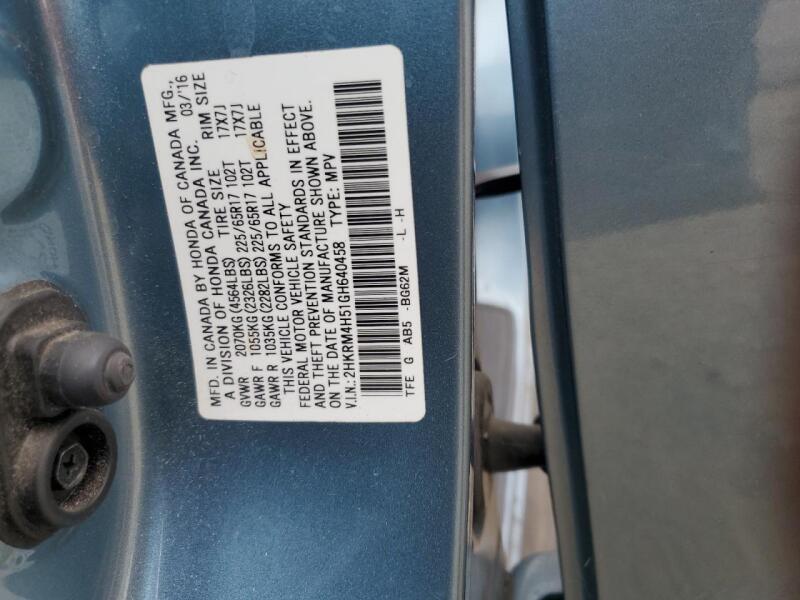 MFD. IN CANADA BY HONDA OF CANADA MFG.,
A DIVISION OF HONDA CANADA INC. 03/'16
TIRE SIZE RIM SIZE
GVWR 2070KG(4564LBS)
GAWR F 1055KG(2326LBS) 225/65R17 102T 17X7J
GAWR R 1035KG(2282LBS) 225/65R17 102T 17X7J
THIS VEHICLE CONFORMS TO ALL APPLICABLE
FEDERAL MOTOR VEHICLE SAFETY
AND THEFT PREVENTION STANDARDS IN EFFECT
ON THE DATE OF MANUFACTURE SHOWN ABOVE.
V.I.N.: 2HKRM4H51GH640458 TYPE: MPV
TFE G AB5 -BG62M -L -H